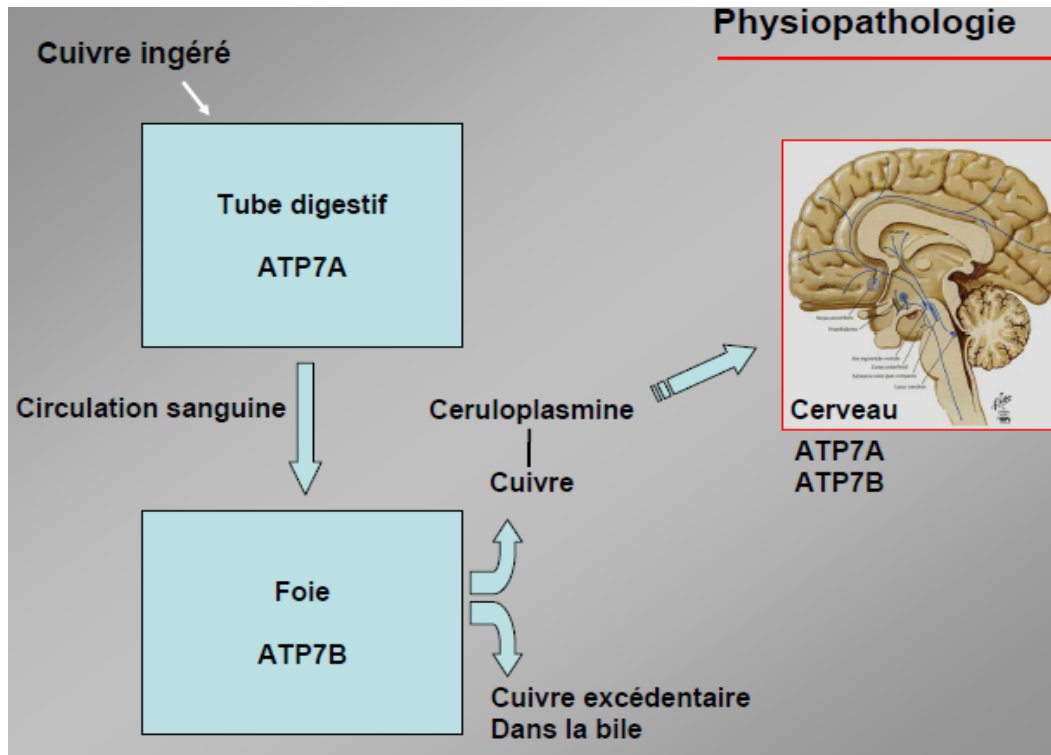 Physiopathologie
Cuivre ingéré
Tube digestif
ATP7A
Circulation sanguine
Ceruloplasmine
Cuivre
Cerveau
ATP7A
ATP7B
Foie
ATP7B
Cuivre excédentaire
Dans la bile